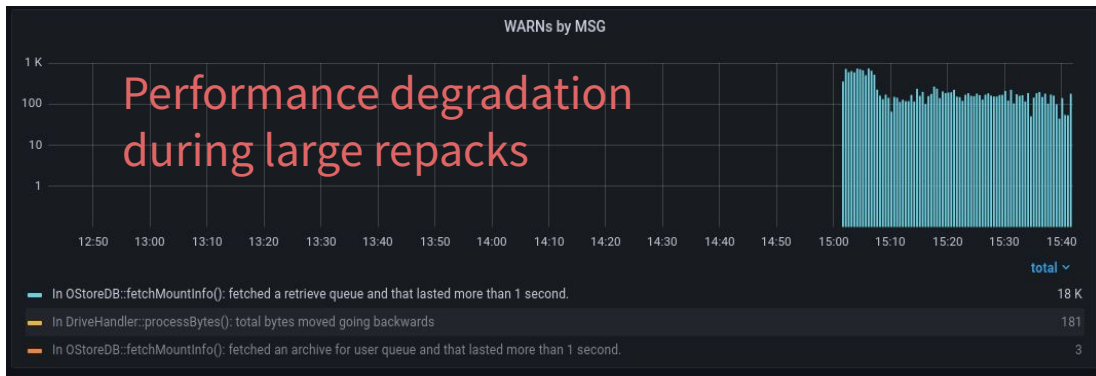 WARNs by MSG
1 K
100
10
1
Performance degradation
during large repacks
12:50 13:00 13:10 13:20 13:30 13:40 13:50 14:00 14:10 14:20 14:30 14:40 14:50 15:00 15:10 15:20 15:30 15:40
total
In OStoreDB::fetchMountInfo(): fetched a retrieve queue and that lasted more than 1 second. 18 K
In DriveHandler::processBytes(): total bytes moved going backwards 181
In OStoreDB::fetchMountInfo(): fetched an archive for user queue and that lasted more than 1 second. 3